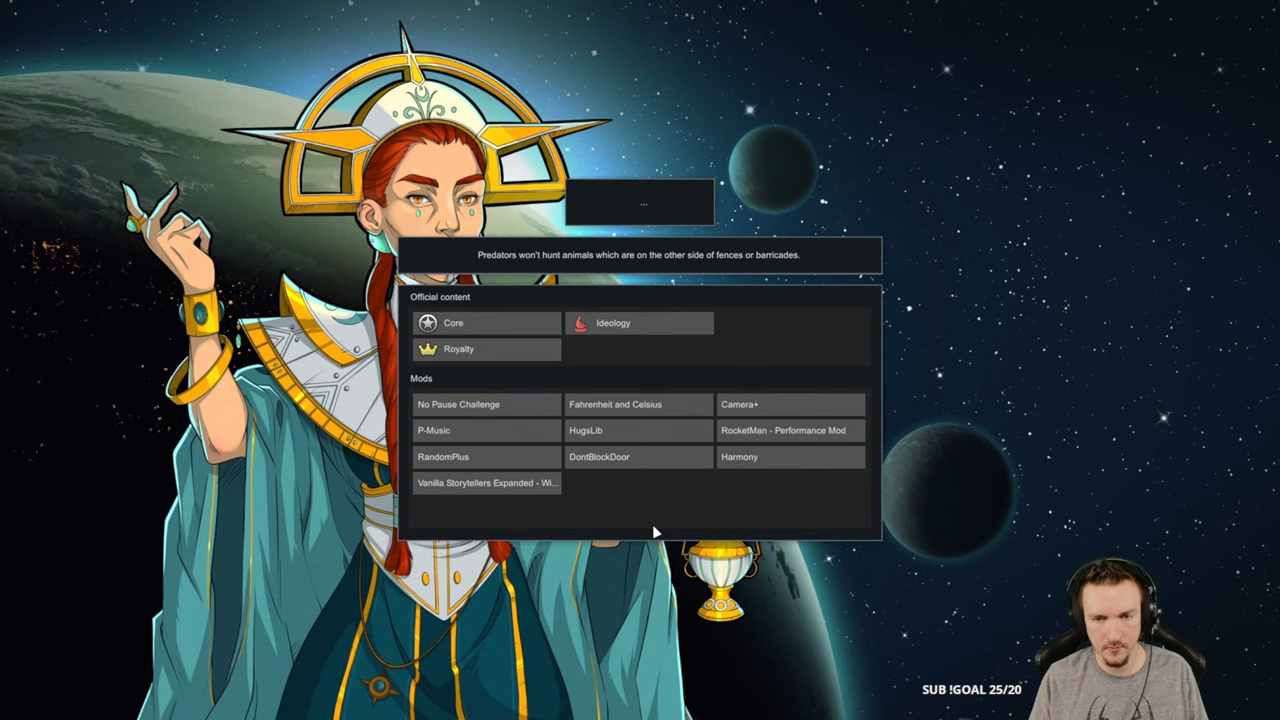 ...
Predators won't hunt animals which are on the other side of fences or barricades.
Official content
Core
Ideology
Royalty
Mods
No Pause Challenge
Fahrenheit and Celsius
Camera+
P-Music
HugsLib
RocketMan - Performance Mod
RandomPlus
DontBlockDoor
Harmony
Vanilla Storytellers Expanded - Wi...
SUB !GOAL 25/20